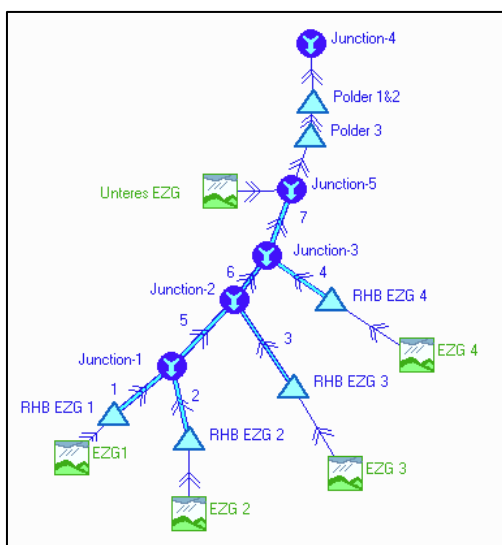 Junction-4
Polder 1&2
Polder 3
Unteres EZG
Junction-5
7
Junction-3
6
4
Junction-2
RHB EZG 4
5
3
EZG 4
Junction-1
1
2
RHB EZG 3
RHB EZG 1
RHB EZG 2
EZG1
EZG 3
EZG 2